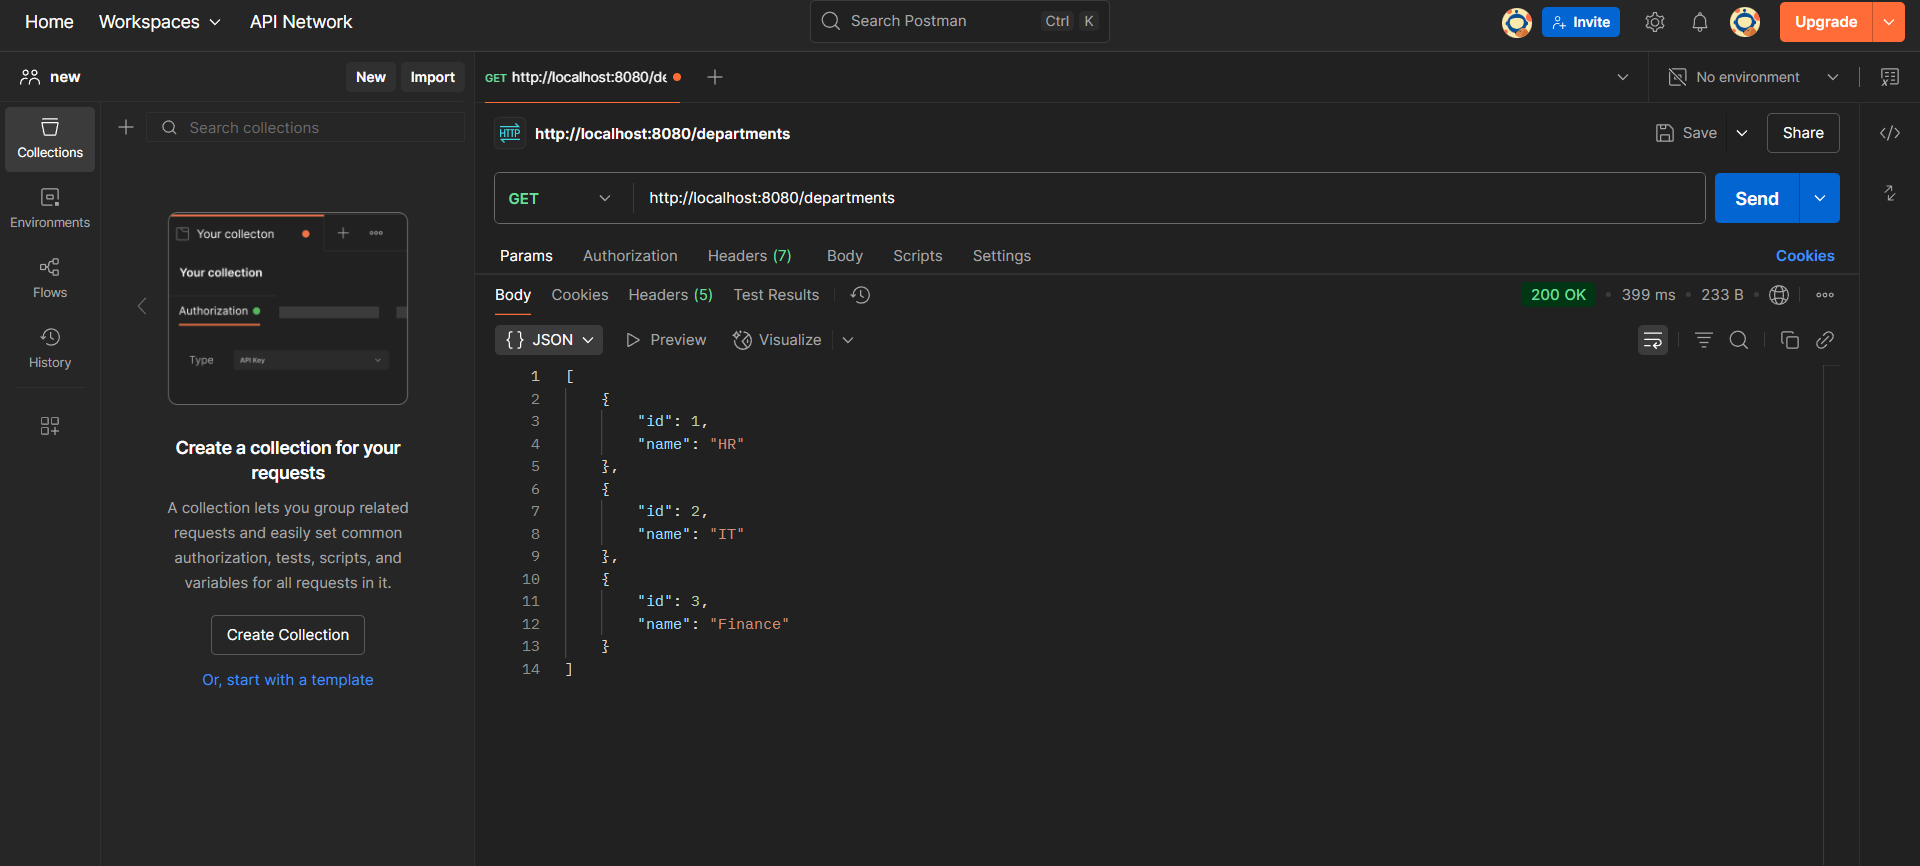 Home Workspaces API Network Search Postman Ctrl K Invite Upgrade
new New Import GET http://localhost:8080/de No environment
Collections
Environments
Flows
History
Search collections
Your collecton
Your collection
Authorization
Type API Key
Create a collection for your
requests
A collection lets you group related
requests and easily set common
authorization, tests, scripts, and
variables for all requests in it.
Create Collection
Or, start with a template
HTTP http://localhost:8080/departments Save Share
GET http://localhost:8080/departments Send
Params Authorization Headers (7) Body Scripts Settings Cookies
Body Cookies Headers (5) Test Results 200 OK • 399 ms • 233 B •
{} JSON Preview Visualize
1 [
2 {
3 "id": 1,
4 "name": "HR"
5 },
6 {
7 "id": 2,
8 "name": "IT"
9 },
10 {
11 "id": 3,
12 "name": "Finance"
13 }
14 ]